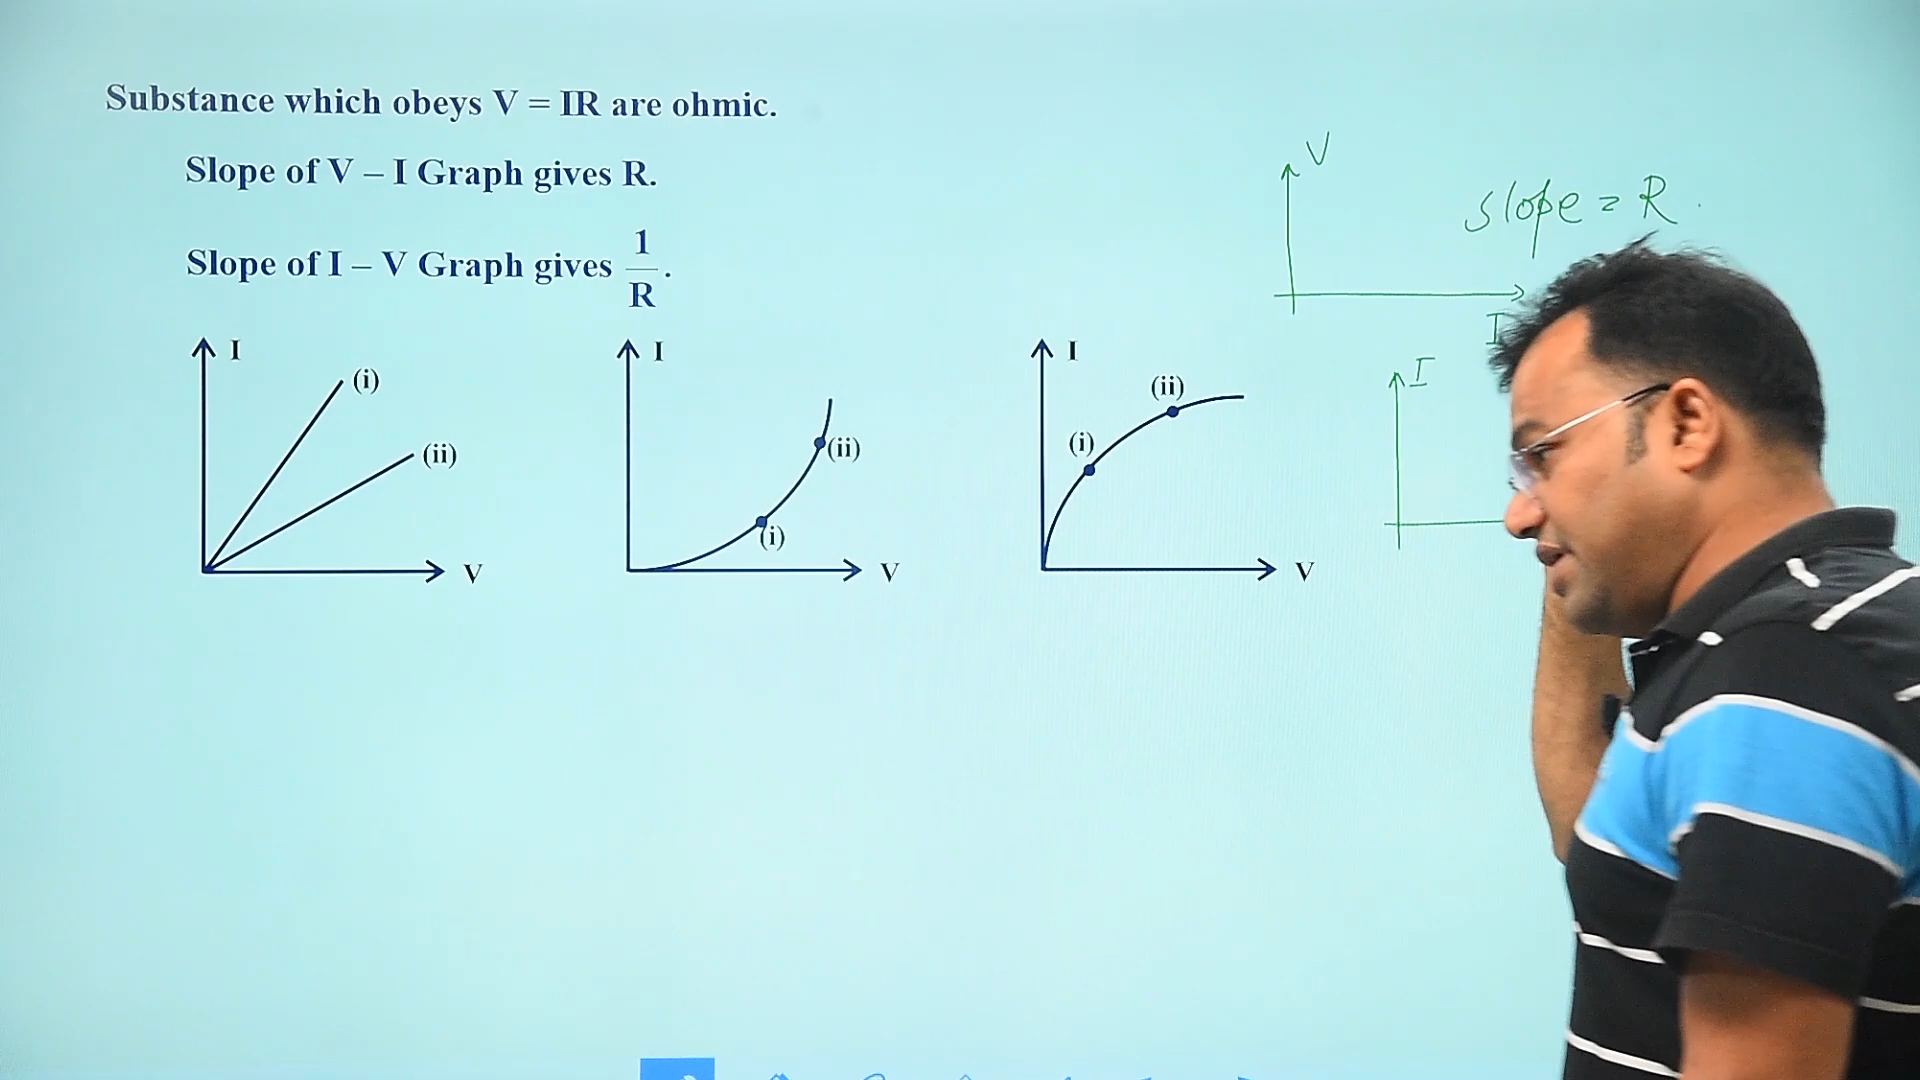 Substance which obeys V = IR are ohmic.
Slope of V – I Graph gives R.
Slope of I – V Graph gives 1/R.
I
(i)
(ii)
V
I
(ii)
(i)
V
I
(ii)
(i)
V
V
slope = R.
I
I